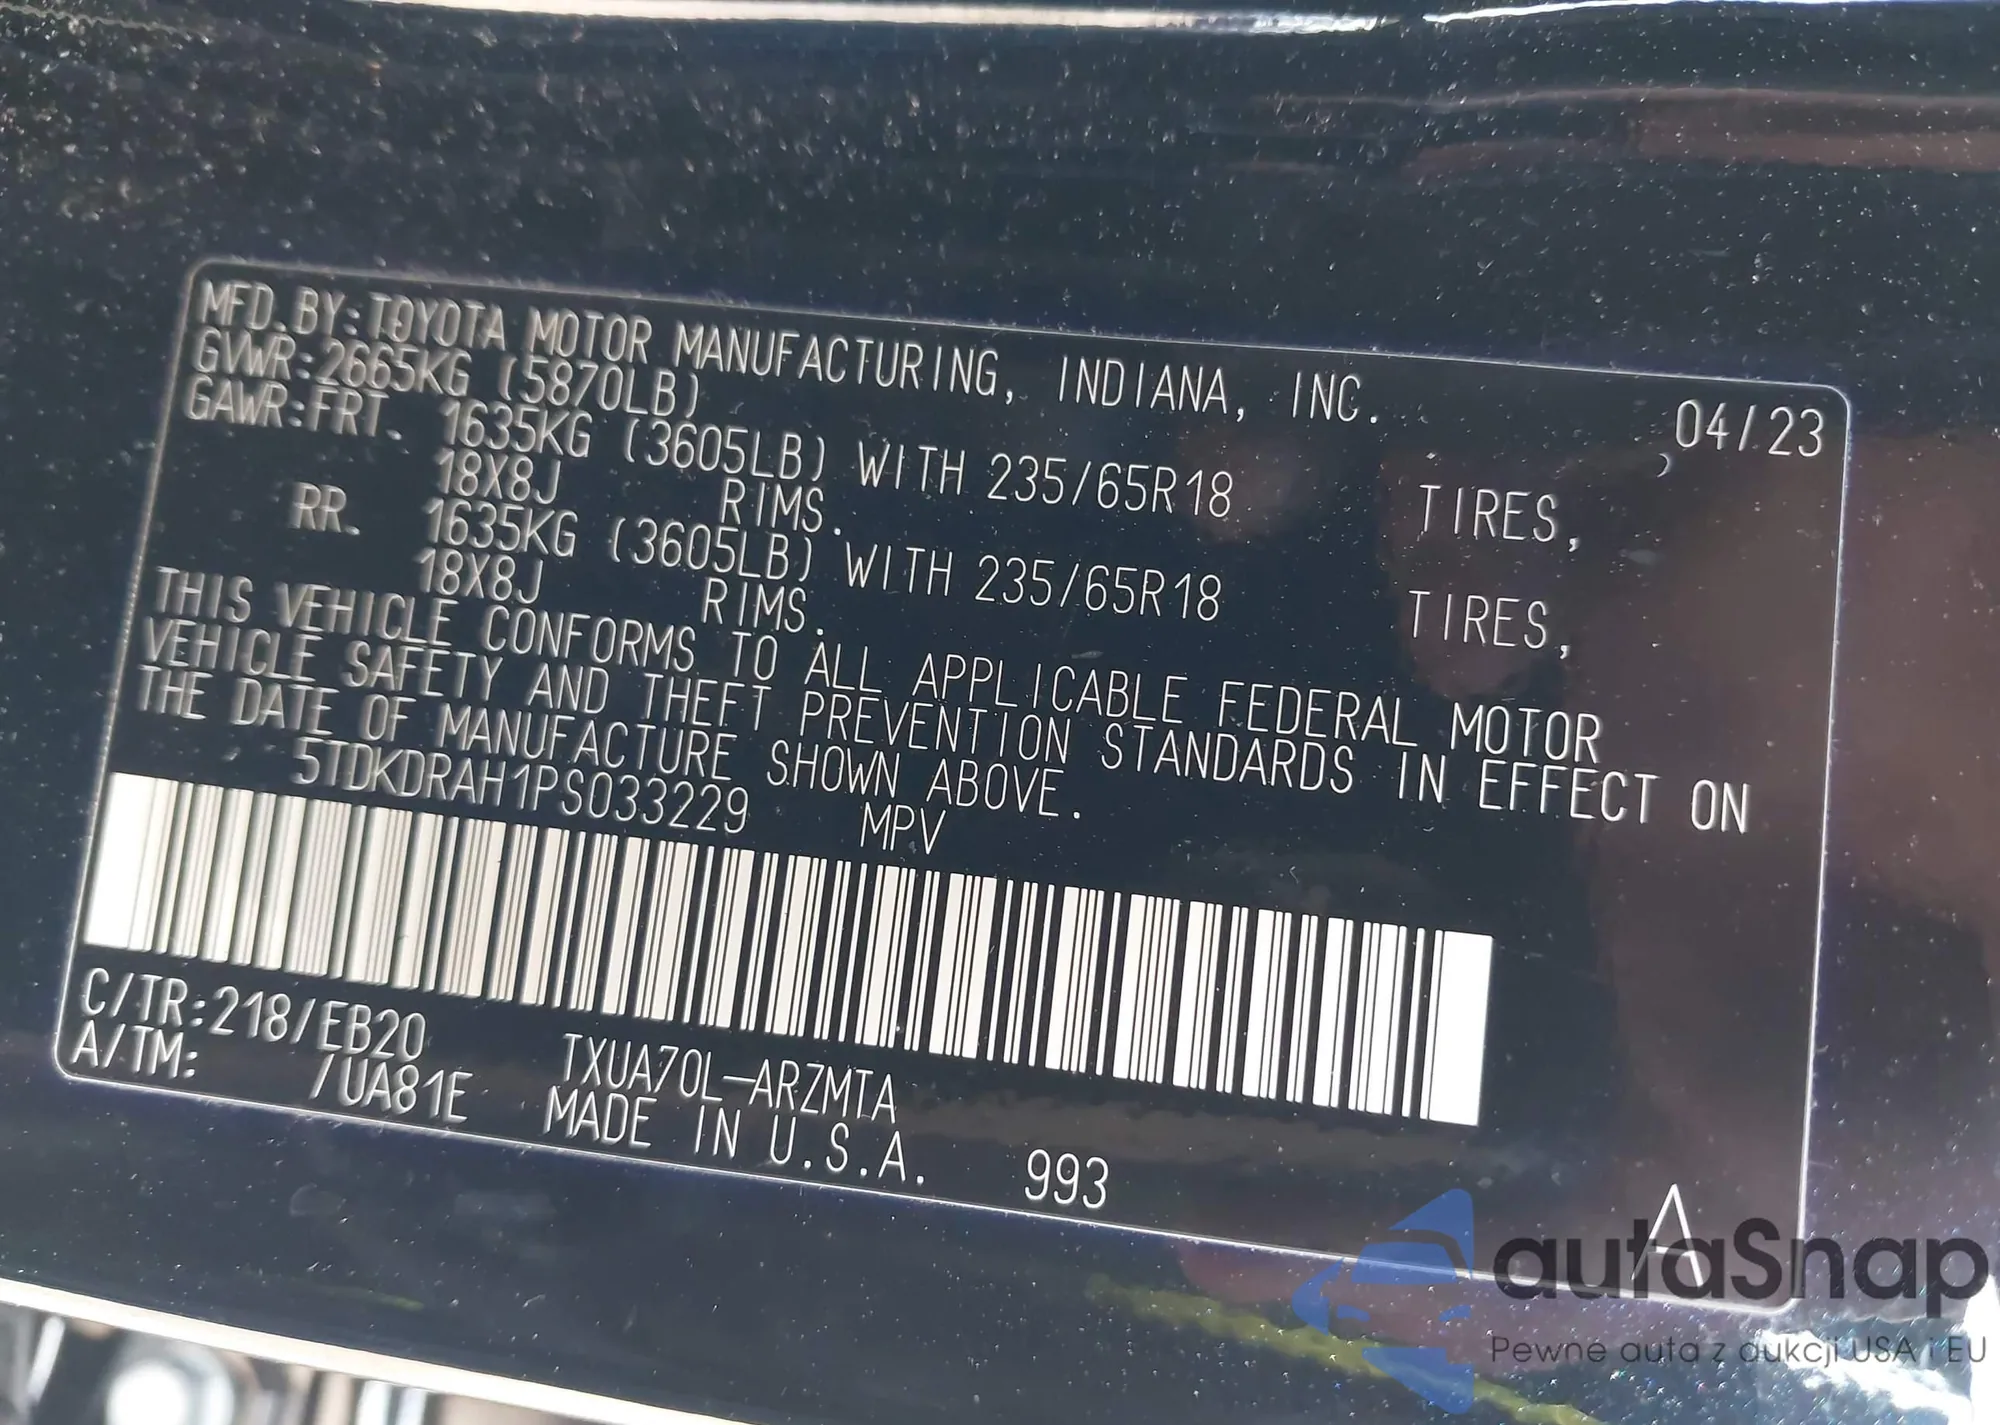 MFD.BY:TOYOTA MOTOR MANUFACTURING, INDIANA, INC. 04/23
GVWR:2665KG (5870LB)
GAWR:FRT. 1635KG (3605LB) WITH 235/65R18 TIRES,
18X8J RIMS.
RR. 1635KG (3605LB) WITH 235/65R18 TIRES,
18X8J RIMS.
THIS VEHICLE CONFORMS TO ALL APPLICABLE FEDERAL MOTOR
VEHICLE SAFETY AND THEFT PREVENTION STANDARDS IN EFFECT ON
THE DATE OF MANUFACTURE SHOWN ABOVE.
5TDKDRAH1PS033229 MPV
C/TR:218/EB20 TXUA70L-ARZMTA
A/TM: /UA81E MADE IN U.S.A. 993
A
autaSnap
Pewne auta z aukcji USA i EU